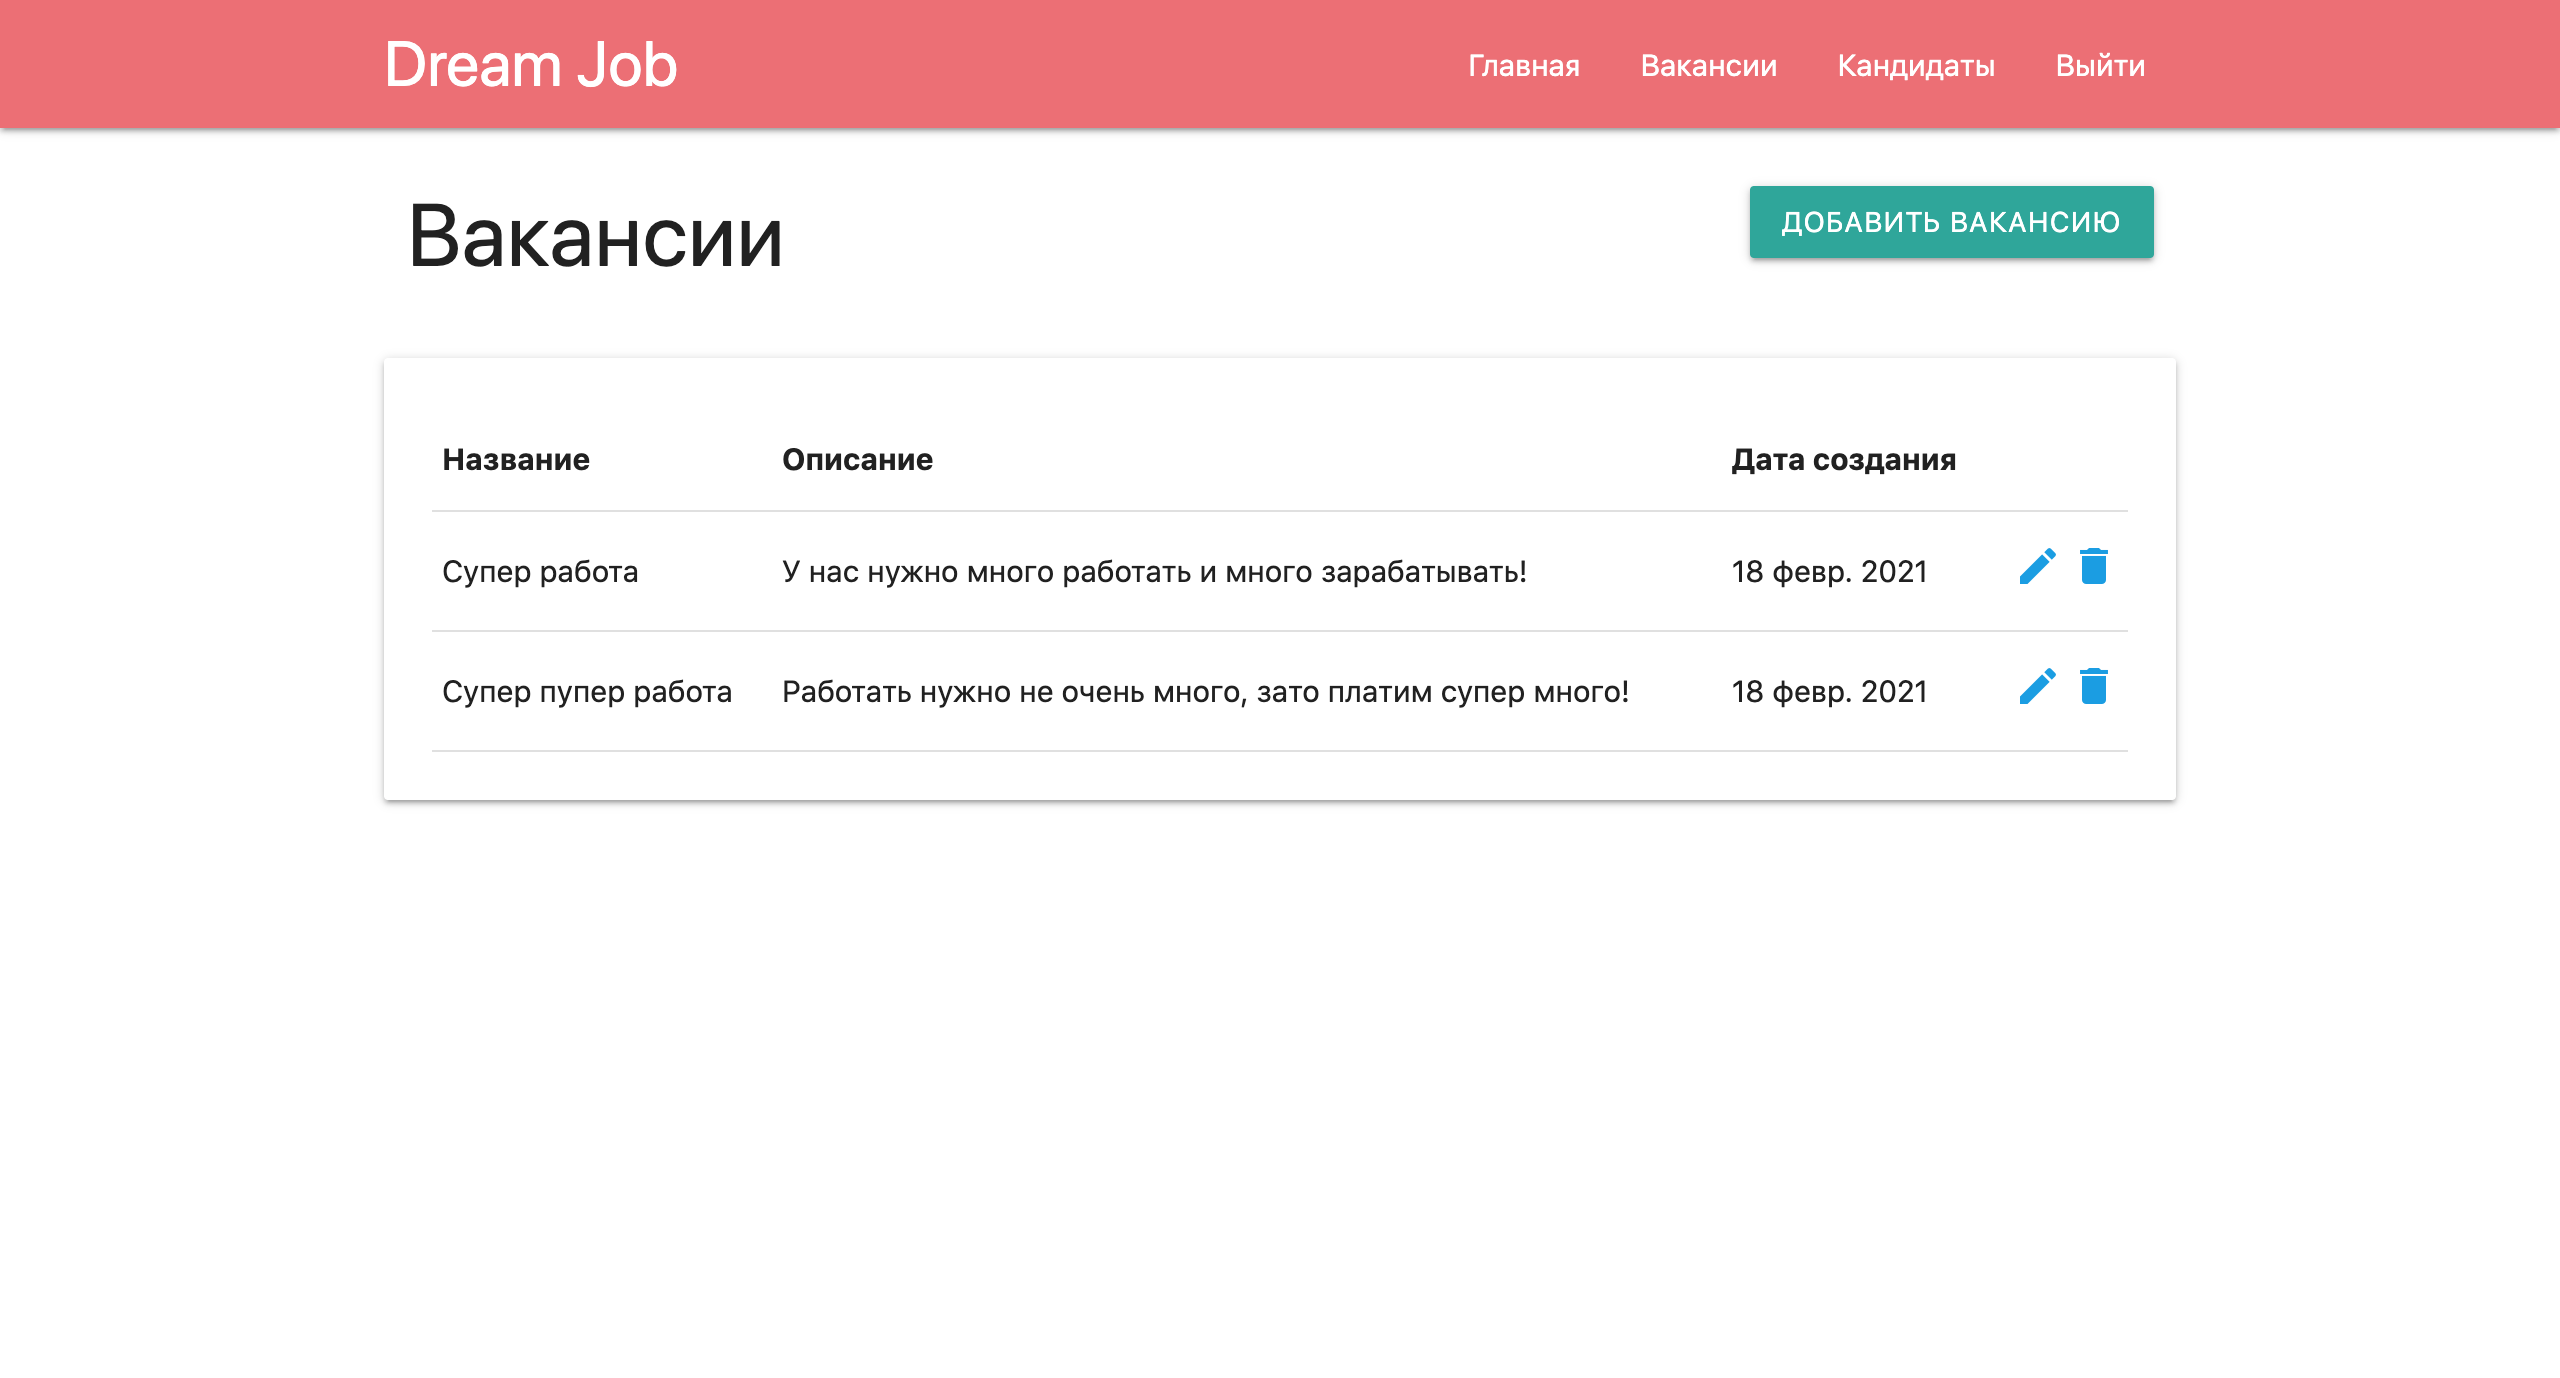 Dream Job Главная Вакансии Кандидаты Выйти
Вакансии ДОБАВИТЬ ВАКАНСИЮ
Название Описание Дата создания
Супер работа У нас нужно много работать и много зарабатывать! 18 февр. 2021
Супер пупер работа Работать нужно не очень много, зато платим супер много! 18 февр. 2021